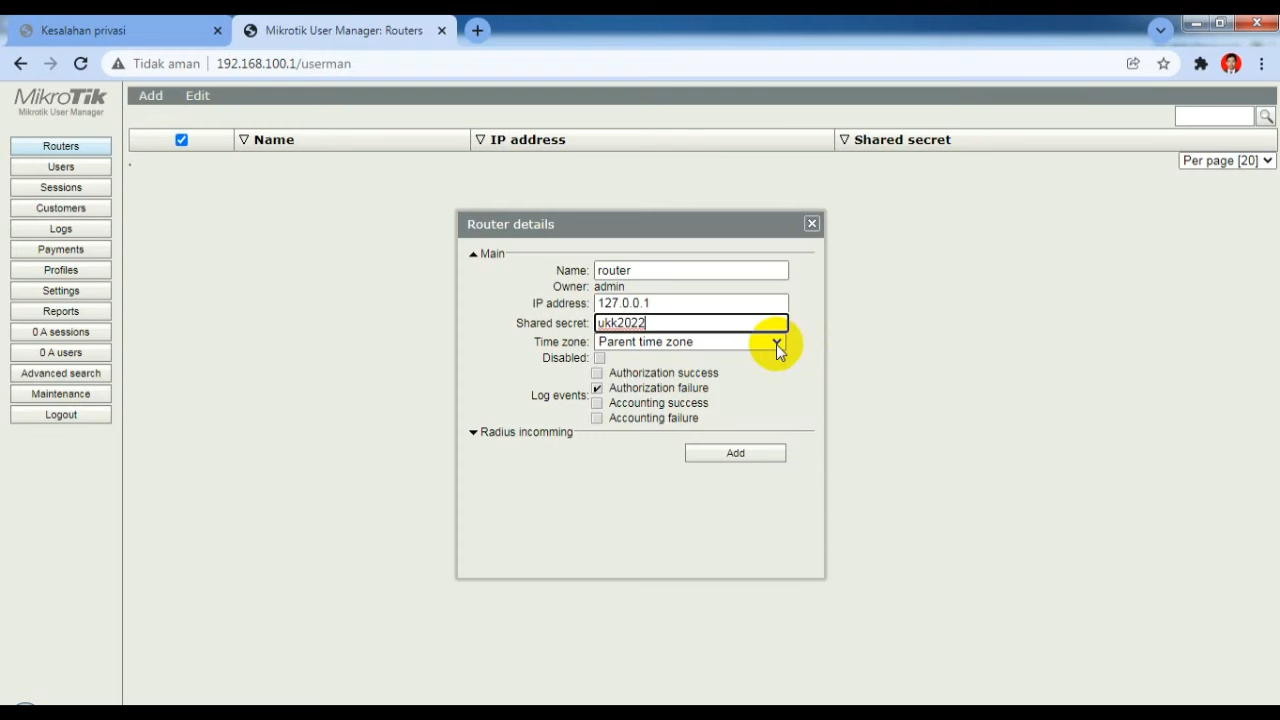 Kesalahan privasi
Mikrotik User Manager: Routers
Tidak aman
192.168.100.1/userman
MikroTik
Mikrotik User Manager
Add
Edit
Name
IP address
Shared secret
Per page [20]
Routers
Users
Sessions
Customers
Logs
Payments
Profiles
Settings
Reports
0 A sessions
0 A users
Advanced search
Maintenance
Logout
Router details
Main
Name: router
Owner: admin
IP address: 127.0.0.1
Shared secret: ukk2022
Time zone: Parent time zone
Disabled:
Log events:
Authorization success
Authorization failure
Accounting success
Accounting failure
Radius incomming
Add